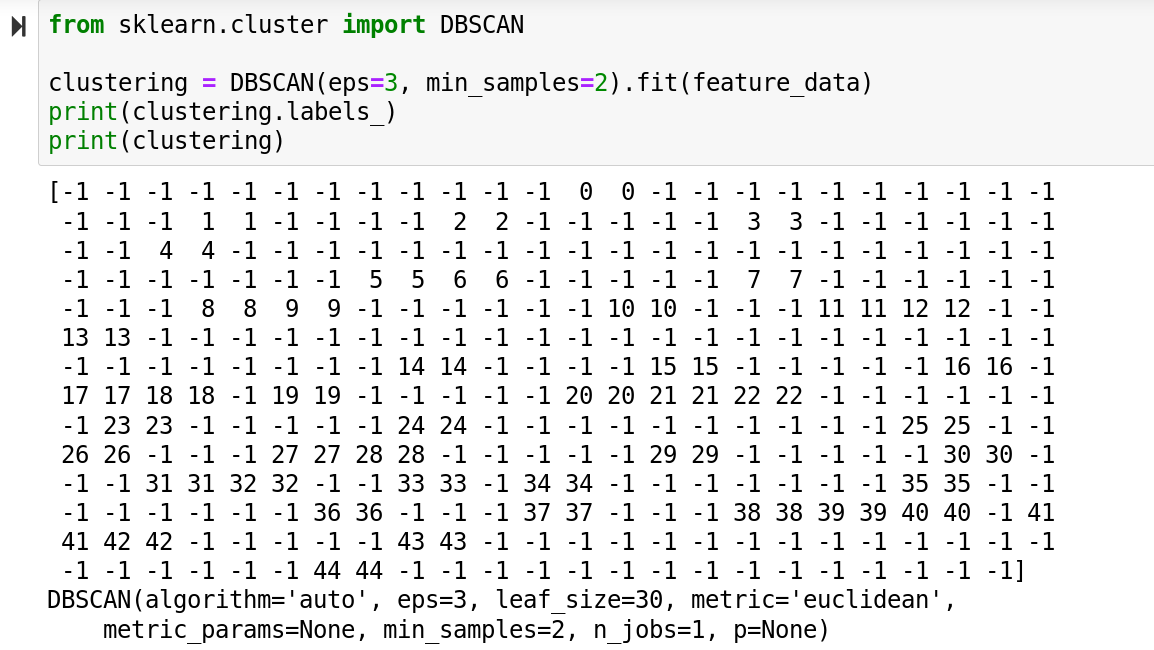 from sklearn.cluster import DBSCAN
clustering = DBSCAN(eps=3, min_samples=2).fit(feature_data)
print(clustering.labels_)
print(clustering)
[-1 -1 -1 -1 -1 -1 -1 -1 -1 -1 -1 -1  0  0 -1 -1 -1 -1 -1 -1 -1 -1 -1 -1
 -1 -1 -1  1  1 -1 -1 -1 -1  2  2 -1 -1 -1 -1 -1  3  3 -1 -1 -1 -1 -1 -1
 -1 -1  4  4 -1 -1 -1 -1 -1 -1 -1 -1 -1 -1 -1 -1 -1 -1 -1 -1 -1 -1 -1 -1
 -1 -1 -1 -1 -1 -1 -1  5  5  6  6 -1 -1 -1 -1 -1  7  7 -1 -1 -1 -1 -1 -1
 -1 -1 -1  8  8  9  9 -1 -1 -1 -1 -1 -1 10 10 -1 -1 -1 11 11 12 12 -1 -1
 13 13 -1 -1 -1 -1 -1 -1 -1 -1 -1 -1 -1 -1 -1 -1 -1 -1 -1 -1 -1 -1 -1 -1
 -1 -1 -1 -1 -1 -1 -1 -1 14 14 -1 -1 -1 -1 15 15 -1 -1 -1 -1 -1 16 16 -1
 17 17 18 18 -1 19 19 -1 -1 -1 -1 -1 20 20 21 21 22 22 -1 -1 -1 -1 -1 -1
 -1 23 23 -1 -1 -1 -1 -1 24 24 -1 -1 -1 -1 -1 -1 -1 -1 -1 -1 25 25 -1 -1
 26 26 -1 -1 -1 27 27 28 28 -1 -1 -1 -1 -1 29 29 -1 -1 -1 -1 -1 30 30 -1
 -1 -1 31 31 32 32 -1 -1 33 33 -1 34 34 -1 -1 -1 -1 -1 -1 -1 35 35 -1 -1
 -1 -1 -1 -1 -1 -1 36 36 -1 -1 -1 37 37 -1 -1 -1 38 38 39 39 40 40 -1 41
 41 42 42 -1 -1 -1 -1 -1 43 43 -1 -1 -1 -1 -1 -1 -1 -1 -1 -1 -1 -1 -1 -1
 -1 -1 -1 -1 -1 -1 44 44 -1 -1 -1 -1 -1 -1 -1 -1 -1 -1 -1 -1 -1 -1 -1]
DBSCAN(algorithm='auto', eps=3, leaf_size=30, metric='euclidean',
    metric_params=None, min_samples=2, n_jobs=1, p=None)